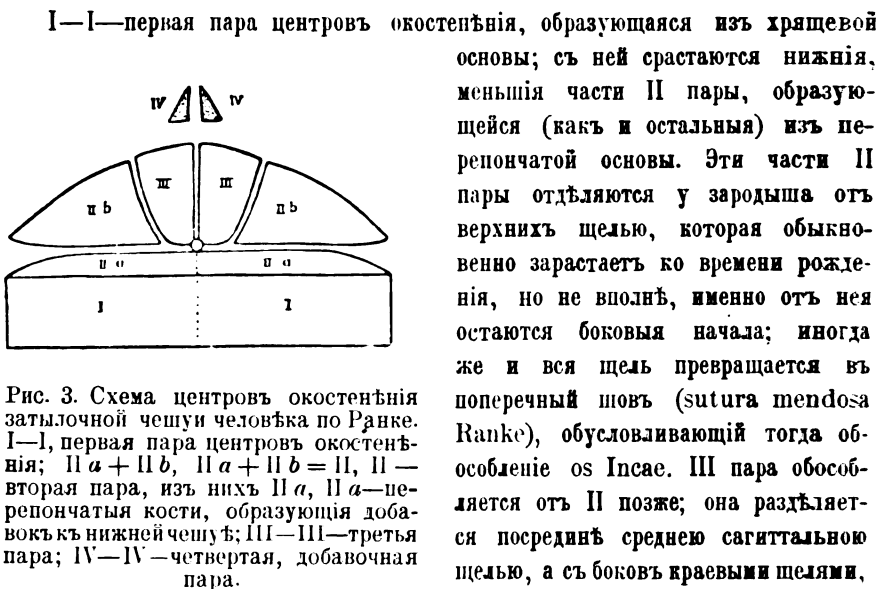 I—I—первая пара центровъ окостенѣнія, образующаяся изъ хрящевой
основы; съ ней срастаются нижнія,
меньшія части II пары, образую-
щейся (какъ и остальныя) изъ пе-
репончатой основы. Эти части II
пары отдѣляются у зародыша отъ
верхнихъ щелью, которая обыкно-
венно зарастаетъ ко времени рожде-
нія, но не вполнѣ, именно отъ нея
остаются боковыя начала; иногда
же и вся щель превращается въ
поперечный шовъ (sutura mendosa
Ranke), обусловливающій тогда об-
особленіе os Incae. III пара обособ-
ляется отъ II позже; она раздѣляет-
ся посрединѣ среднею сагиттальною
щелью, а съ боковъ краевыми щелями,
IV IV
III III
II b II b
II a II a
I I
Рис. 3. Схема центровъ окостенѣнія
затылочной чешуи человѣка по Ранке.
I—I, первая пара центровъ окостенѣ-
нія; II a + II b, II a + II b = II, II —
вторая пара, изъ нихъ II a, II a—пе-
репончатыя кости, образующія доба-
вокъ къ нижней чешуѣ; III—III—третья
пара; IV—IV—четвертая, добавочная
пара.